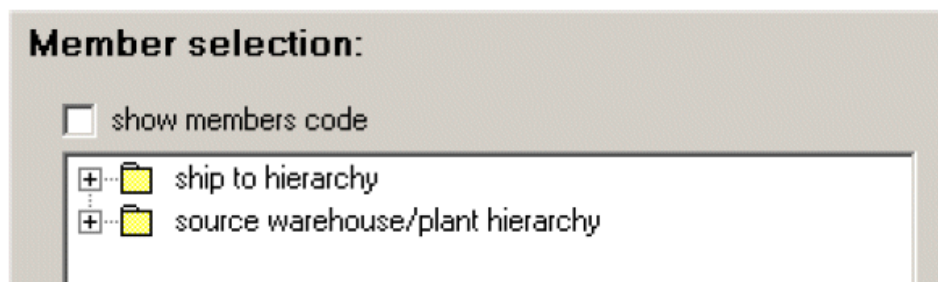 Member selection:
show members code
ship to hierarchy
source warehouse/plant hierarchy